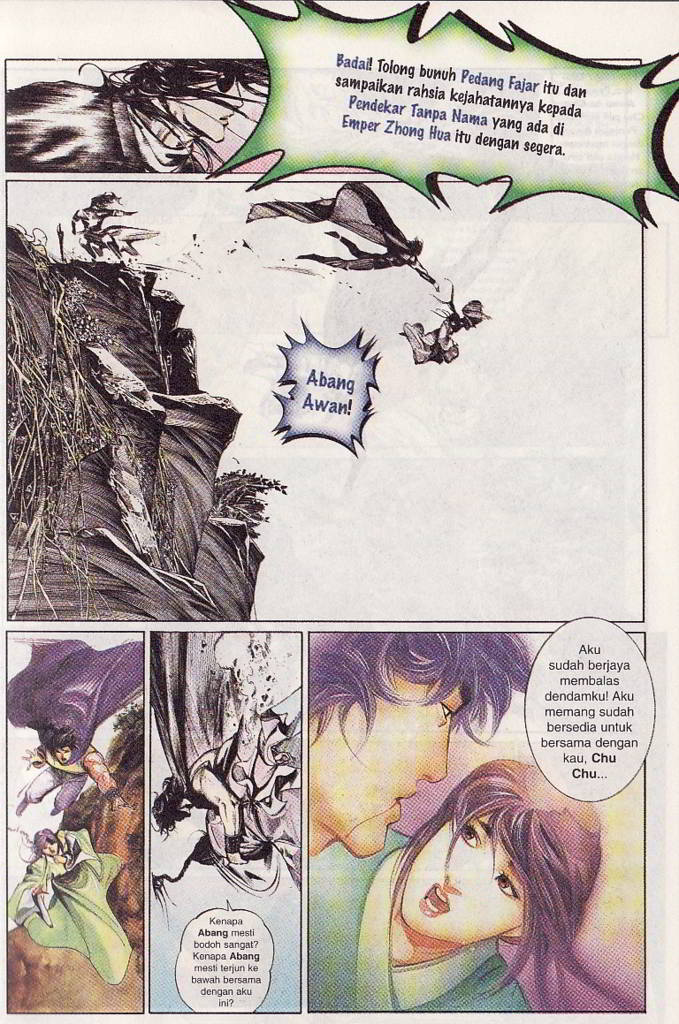 Badai! Tolong bunuh Pedang Fajar itu dan
sampaikan rahsia kejahatannya kepada
Pendekar Tanpa Nama yang ada di
Emper Zhong Hua itu dengan segera.
Abang
Awan!
Kenapa
Abang mesti
bodoh sangat?
Kenapa Abang
mesti terjun ke
bawah bersama
dengan aku
ini?
Aku
sudah berjaya
membalas
dendamku! Aku
memang sudah
bersedia untuk
bersama dengan
kau, Chu
Chu...